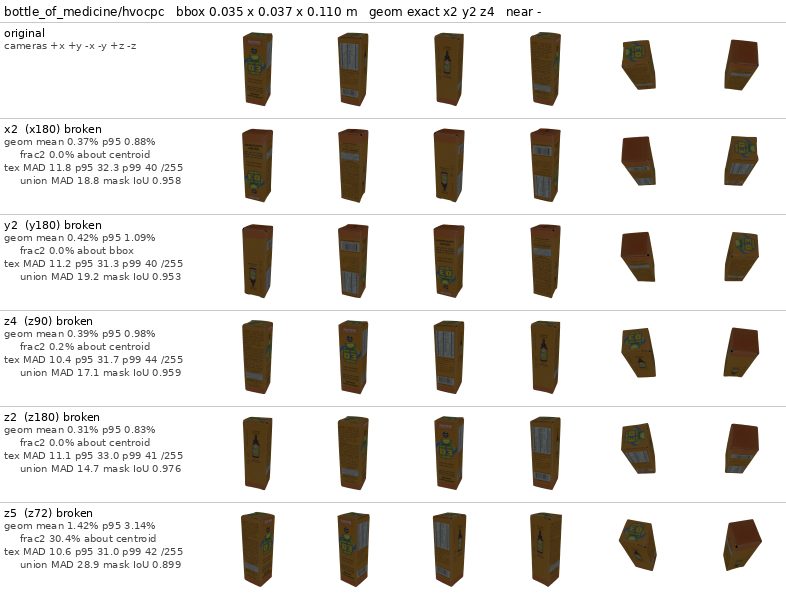 bottle_of_medicine/hvocpc   bbox 0.035 x 0.037 x 0.110 m   geom exact x2 y2 z4   near -
original
cameras +x +y -x -y +z -z
x2  (x180) broken
geom mean 0.37% p95 0.88%
frac2 0.0% about centroid
tex MAD 11.8 p95 32.3 p99 40 /255
union MAD 18.8 mask IoU 0.958
y2  (y180) broken
geom mean 0.42% p95 1.09%
frac2 0.0% about bbox
tex MAD 11.2 p95 31.3 p99 40 /255
union MAD 19.2 mask IoU 0.953
z4  (z90) broken
geom mean 0.39% p95 0.98%
frac2 0.2% about centroid
tex MAD 10.4 p95 31.7 p99 44 /255
union MAD 17.1 mask IoU 0.959
z2  (z180) broken
geom mean 0.31% p95 0.83%
frac2 0.0% about centroid
tex MAD 11.1 p95 33.0 p99 41 /255
union MAD 14.7 mask IoU 0.976
z5  (z72) broken
geom mean 1.42% p95 3.14%
frac2 30.4% about centroid
tex MAD 10.6 p95 31.0 p99 42 /255
union MAD 28.9 mask IoU 0.899